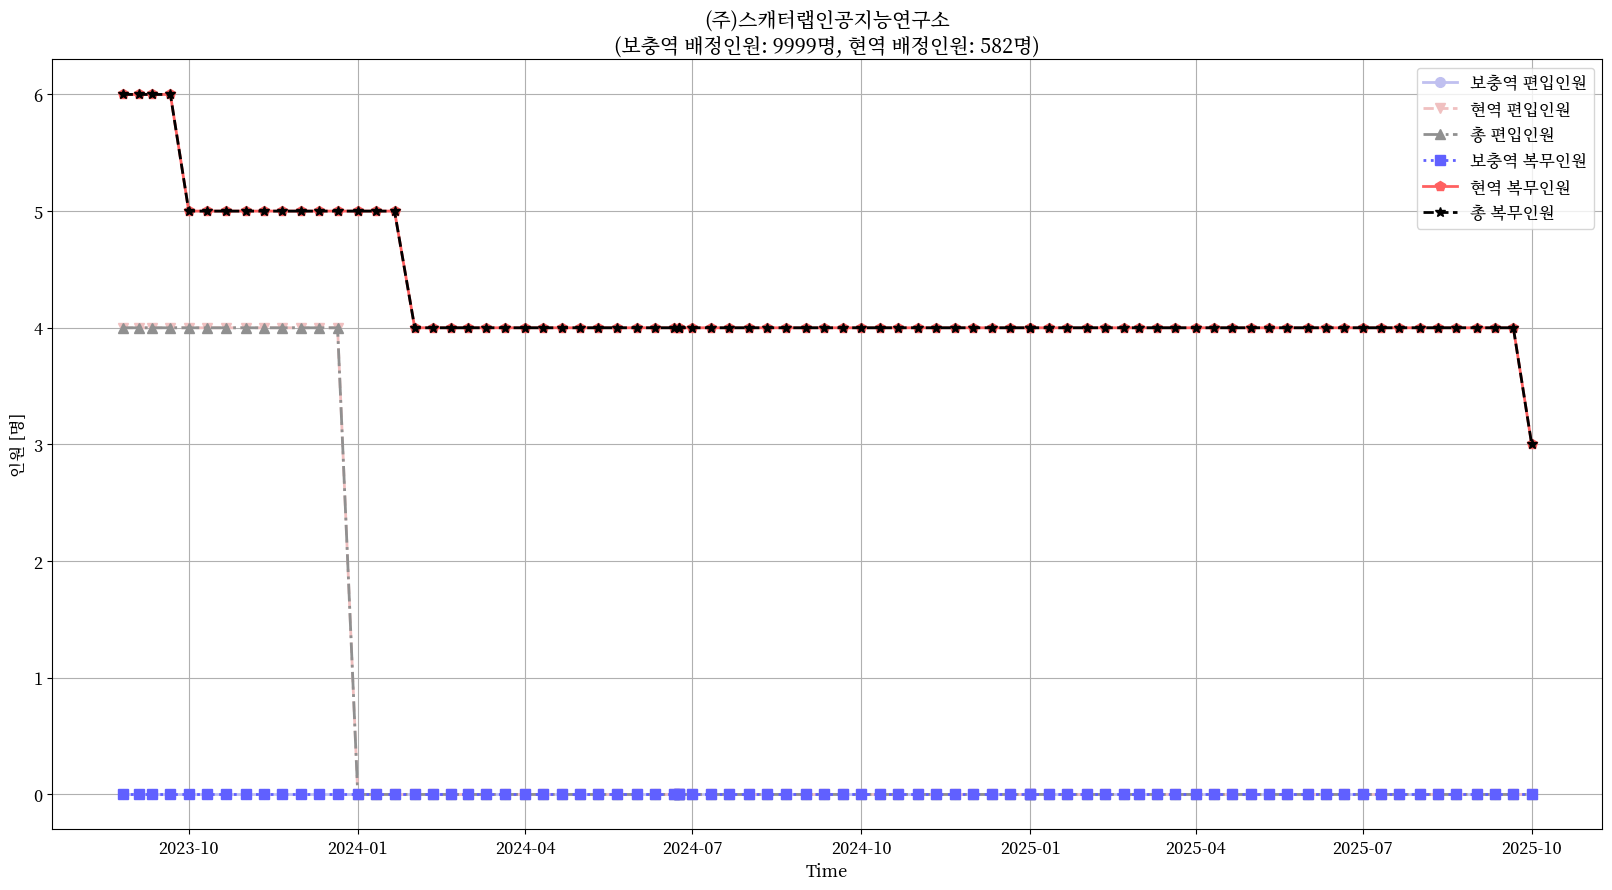 (주)스캐터랩인공지능연구소
(보충역 배정인원: 9999명, 현역 배정인원: 582명)
보충역 편입인원
현역 편입인원
총 편입인원
보충역 복무인원
현역 복무인원
총 복무인원
인원 [명]
6
5
4
3
2
1
0
2023-10
2024-01
2024-04
2024-07
2024-10
2025-01
2025-04
2025-07
2025-10
Time